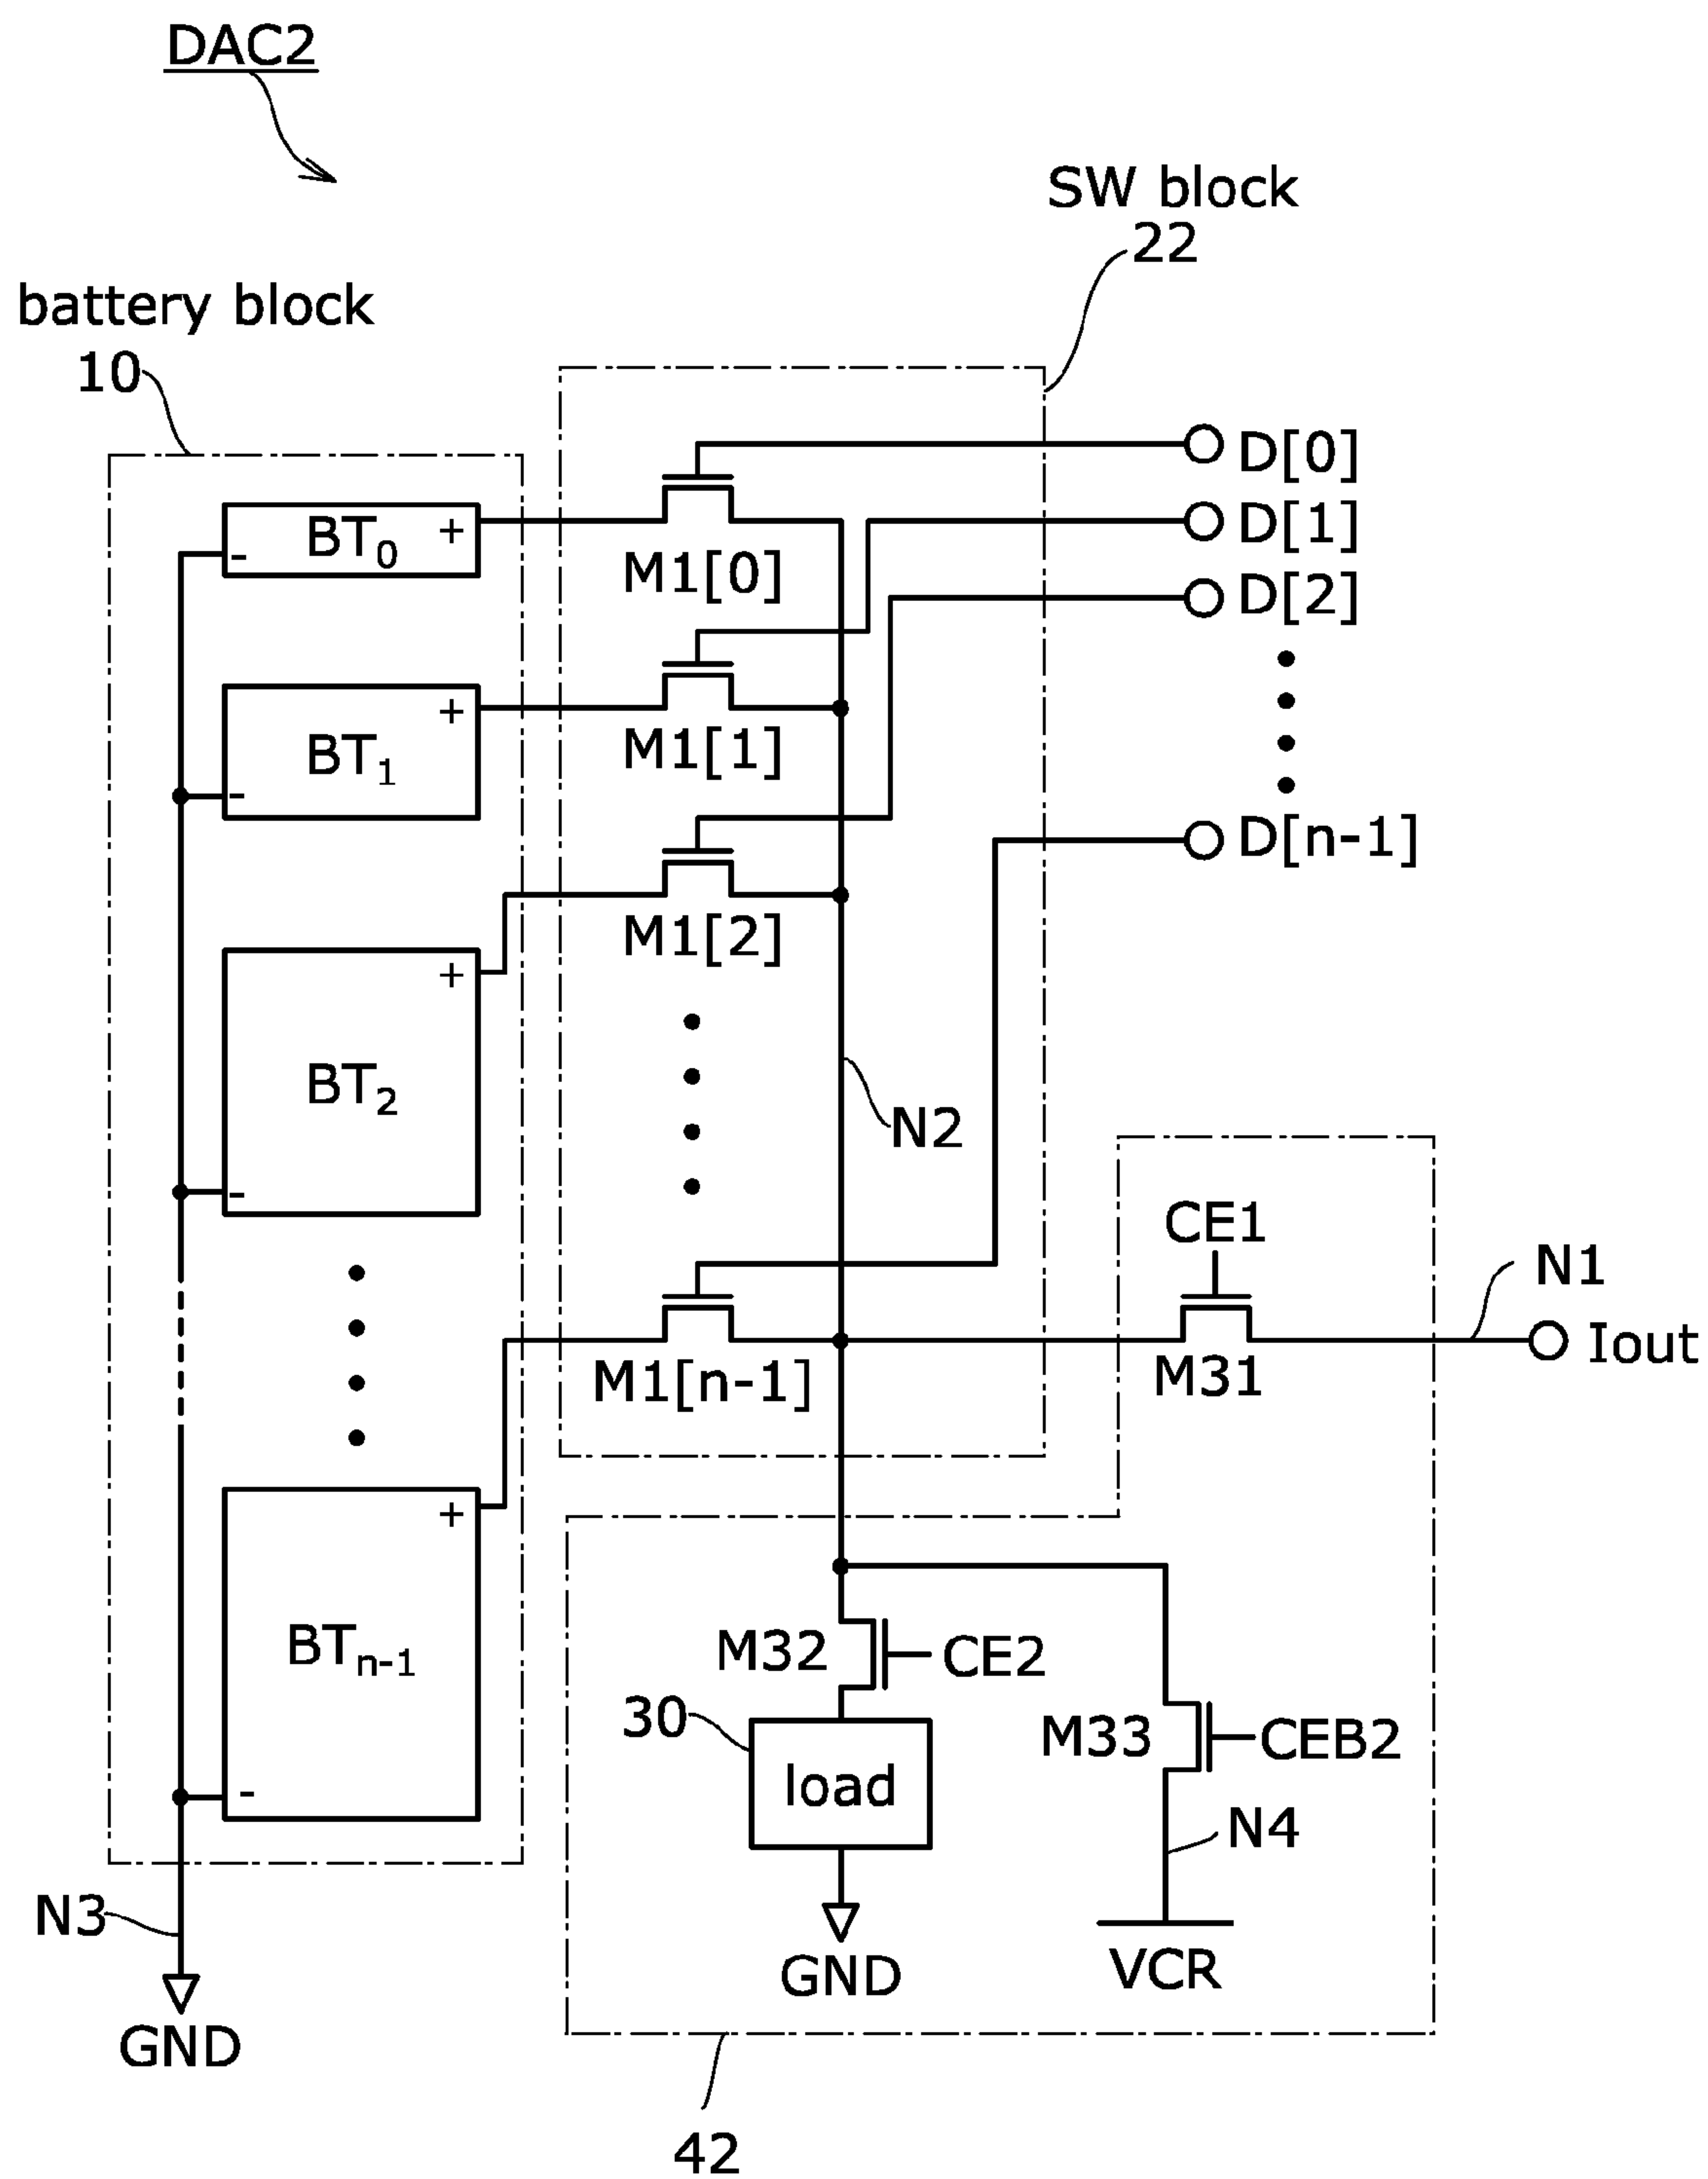 DAC2
SW block
22
battery block
10
D[0]
BT0
+
-
M1[0]
D[1]
D[2]
BT1
+
-
M1[1]
D[n-1]
M1[2]
BT2
+
-
N2
CE1
N1
Iout
M31
M1[n-1]
BTn-1
+
-
M32
CE2
30
load
M33
CEB2
N4
N3
GND
VCR
GND
42